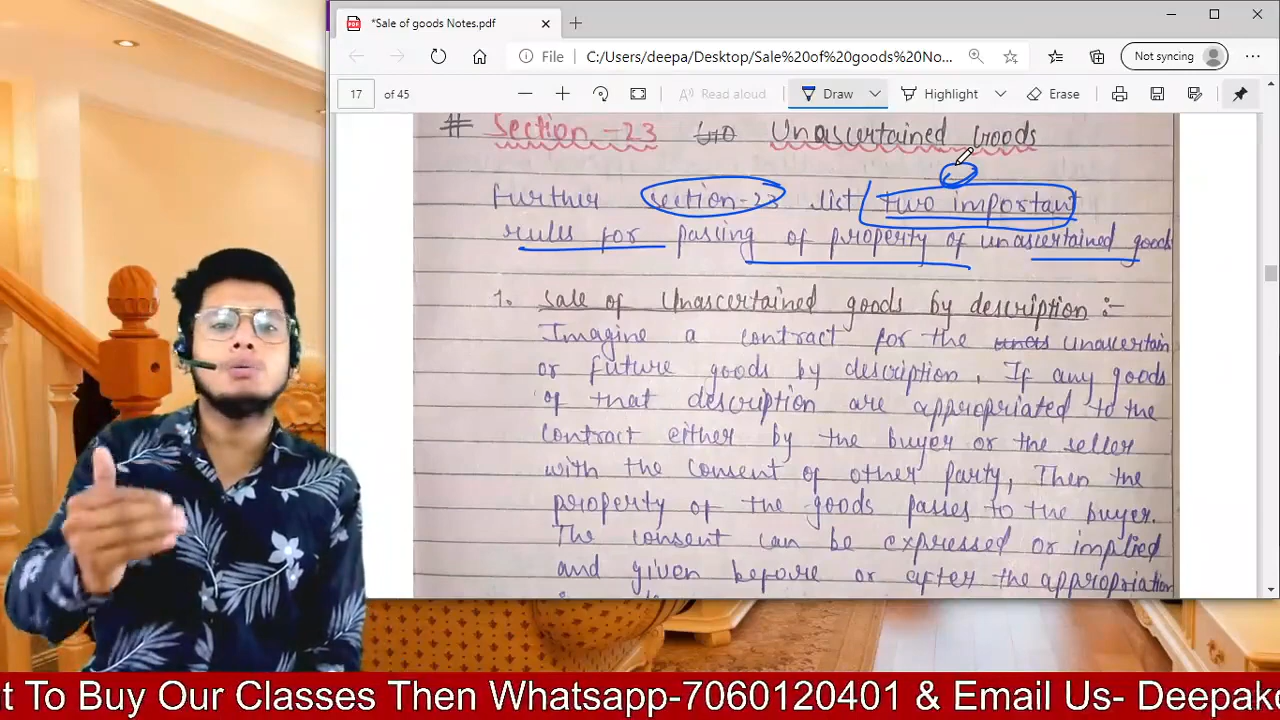 *Sale of goods Notes.pdf
File C:/Users/deepa/Desktop/Sale%20of%20goods%20No... Not syncing
17 of 45 Read aloud Draw Highlight Erase
# Section-23 Unascertained Goods
Further section-23 list two important
rules for passing of property of unascertained goods
1. Sale of Unascertained goods by description :-
Imagine a contract for the unascertain
or future goods by description. If any goods
of that description are appropriated to the
contract either by the buyer or the seller
with the consent of other party, Then the
property of the goods passes to the buyer.
The consent can be expressed or implied
and given before or after the appropriation
t To Buy Our Classes Then Whatsapp-7060120401 & Email Us- Deepak